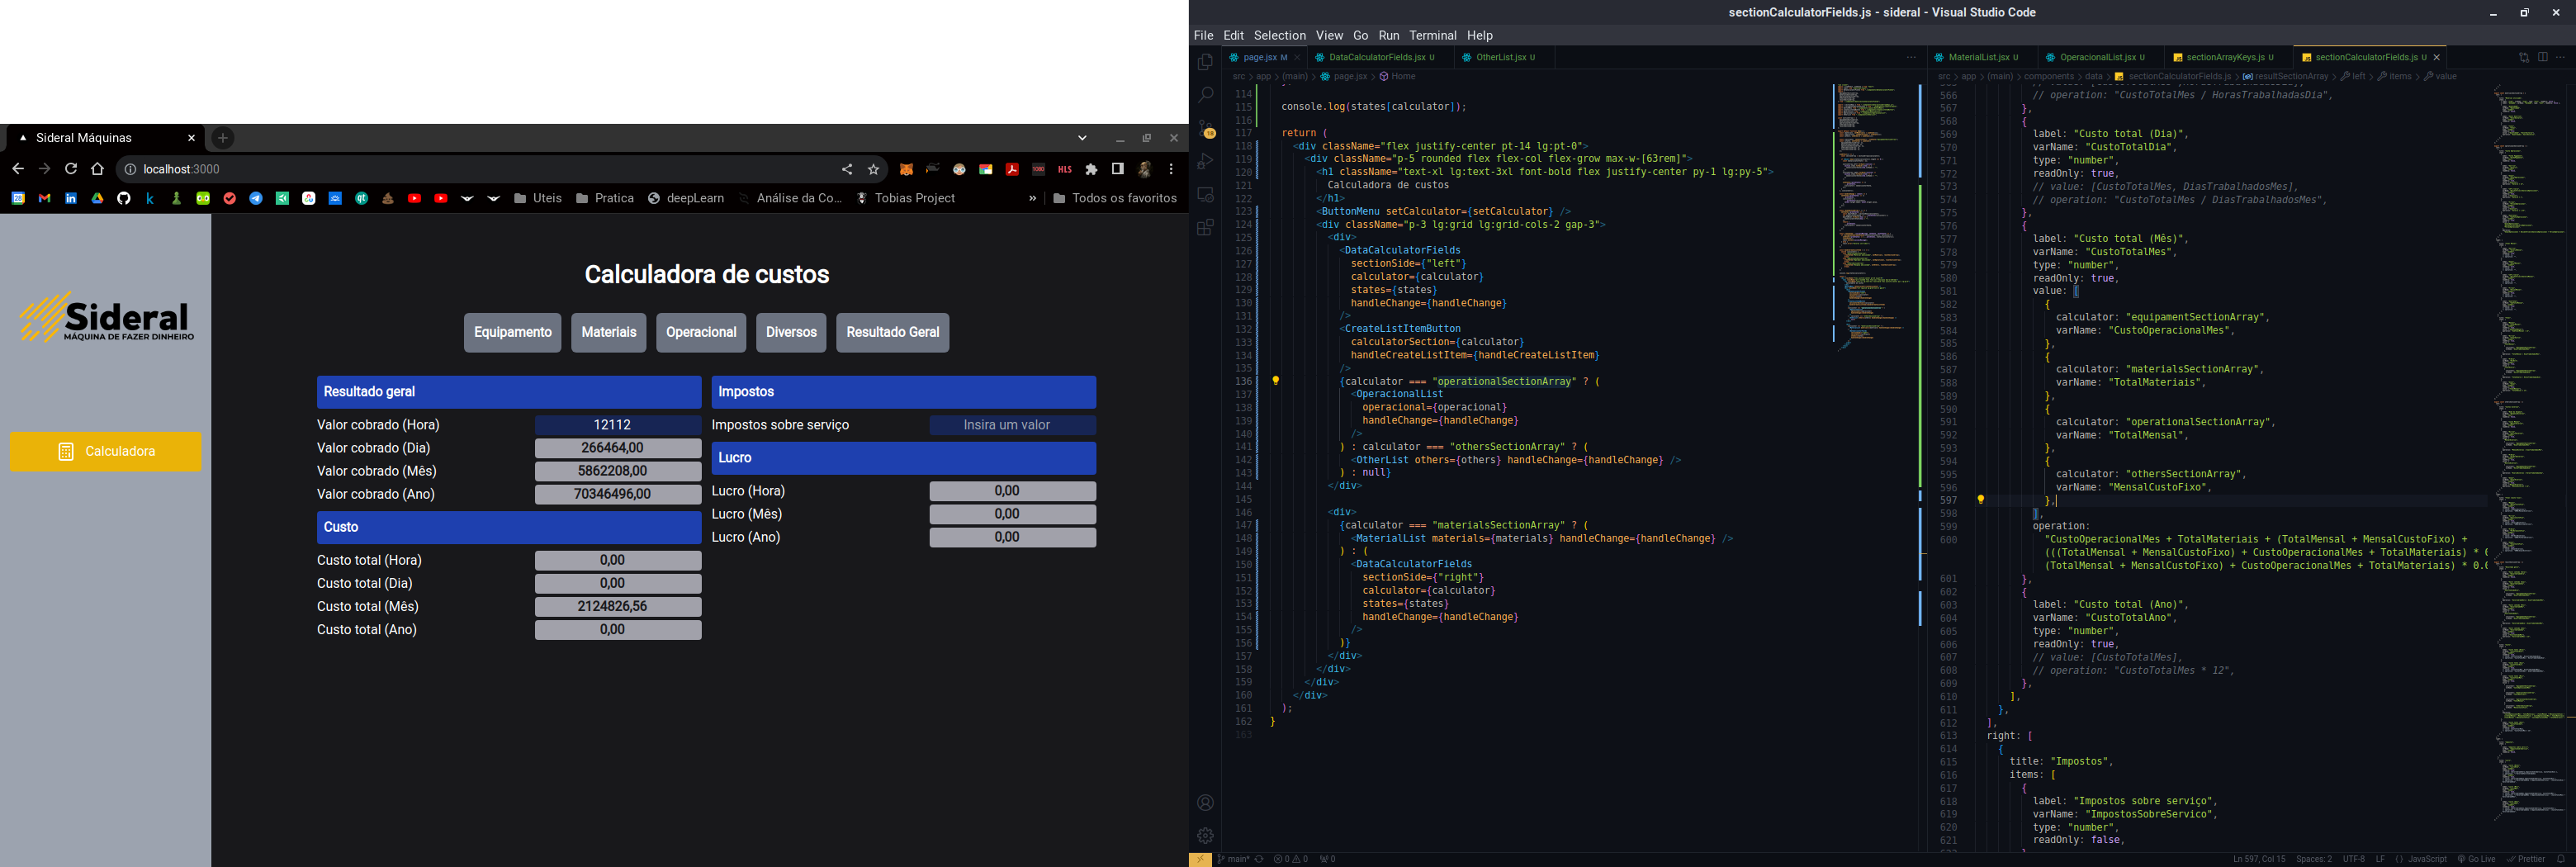 Sideral Máquinas
localhost:3000
Uteis
Pratica
deepLearn
Análise da Co...
Tobias Project
»
Todos os favoritos
Sideral
MÁQUINA DE FAZER DINHEIRO
Calculadora
Calculadora de custos
Equipamento
Materiais
Operacional
Diversos
Resultado Geral
Resultado geral
Valor cobrado (Hora) 12112
Valor cobrado (Dia) 266464,00
Valor cobrado (Mês) 5862208,00
Valor cobrado (Ano) 70346496,00
Custo
Custo total (Hora) 0,00
Custo total (Dia) 0,00
Custo total (Mês) 2124826,56
Custo total (Ano) 0,00
Impostos
Impostos sobre serviço Insira um valor
Lucro
Lucro (Hora) 0,00
Lucro (Mês) 0,00
Lucro (Ano) 0,00
sectionCalculatorFields.js - sideral - Visual Studio Code
File Edit Selection View Go Run Terminal Help
page.jsx M
DataCalculatorFields.jsx U
OtherList.jsx U
src > app > (main) > page.jsx > Home
114
115 console.log(states[calculator]);
116
117 return (
118 <div className="flex justify-center pt-14 lg:pt-0">
119 <div className="p-5 rounded flex flex-col flex-grow max-w-[63rem]">
120 <h1 className="text-xl lg:text-3xl font-bold flex justify-center py-1 lg:py-5">
121 Calculadora de custos
122 </h1>
123 <ButtonMenu setCalculator={setCalculator} />
124 <div className="p-3 lg:grid lg:grid-cols-2 gap-3">
125 <div>
126 <DataCalculatorFields
127 sectionSide={"left"}
128 calculator={calculator}
129 states={states}
130 handleChange={handleChange}
131 />
132 <CreateListItemButton
133 calculatorSection={calculator}
134 handleCreateListItem={handleCreateListItem}
135 />
136 {calculator === "operationalSectionArray" ? (
137 <OperacionalList
138 operacional={operacional}
139 handleChange={handleChange}
140 />
141 ) : calculator === "othersSectionArray" ? (
142 <OtherList others={others} handleChange={handleChange} />
143 ) : null}
144 </div>
145
146 <div>
147 {calculator === "materialsSectionArray" ? (
148 <MaterialList materials={materials} handleChange={handleChange} />
149 ) : (
150 <DataCalculatorFields
151 sectionSide={"right"}
152 calculator={calculator}
153 states={states}
154 handleChange={handleChange}
155 />
156 )}
157 </div>
158 </div>
159 </div>
160 </div>
161 );
162 }
163
MaterialList.jsx U
OperacionalList.jsx U
sectionArrayKeys.js U
sectionCalculatorFields.js U
src > app > (main) > components > data > sectionCalculatorFields.js > resultSectionArray > left > items > value
566 // operation: "CustoTotalMes / HorasTrabalhadasDia",
567 },
568 {
569 label: "Custo total (Dia)",
570 varName: "CustoTotalDia",
571 type: "number",
572 readOnly: true,
573 // value: [CustoTotalMes, DiasTrabalhadosMes],
574 // operation: "CustoTotalMes / DiasTrabalhadosMes",
575 },
576 {
577 label: "Custo total (Mês)",
578 varName: "CustoTotalMes",
579 type: "number",
580 readOnly: true,
581 value: [
582 {
583 calculator: "equipamentSectionArray",
584 varName: "CustoOperacionalMes",
585 },
586 {
587 calculator: "materialsSectionArray",
588 varName: "TotalMateriais",
589 },
590 {
591 calculator: "operationalSectionArray",
592 varName: "TotalMensal",
593 },
594 {
595 calculator: "othersSectionArray",
596 varName: "MensalCustoFixo",
597 },
598 ],
599 operation:
600 "CustoOperacionalMes + TotalMateriais + (TotalMensal + MensalCustoFixo) +
(((TotalMensal + MensalCustoFixo) + CustoOperacionalMes + TotalMateriais) * 0
(TotalMensal + MensalCustoFixo) + CustoOperacionalMes + TotalMateriais) * 0.0
601 },
602 {
603 label: "Custo total (Ano)",
604 varName: "CustoTotalAno",
605 type: "number",
606 readOnly: true,
607 // value: [CustoTotalMes],
608 // operation: "CustoTotalMes * 12",
609 },
610 ],
611 },
612 ],
613 right: [
614 {
615 title: "Impostos",
616 items: [
617 {
618 label: "Impostos sobre serviço",
619 varName: "ImpostosSobreServico",
620 type: "number",
621 readOnly: false,
main* 0 0 0
Ln 597, Col 15 Spaces: 2 UTF-8 LF {} JavaScript Go Live Prettier